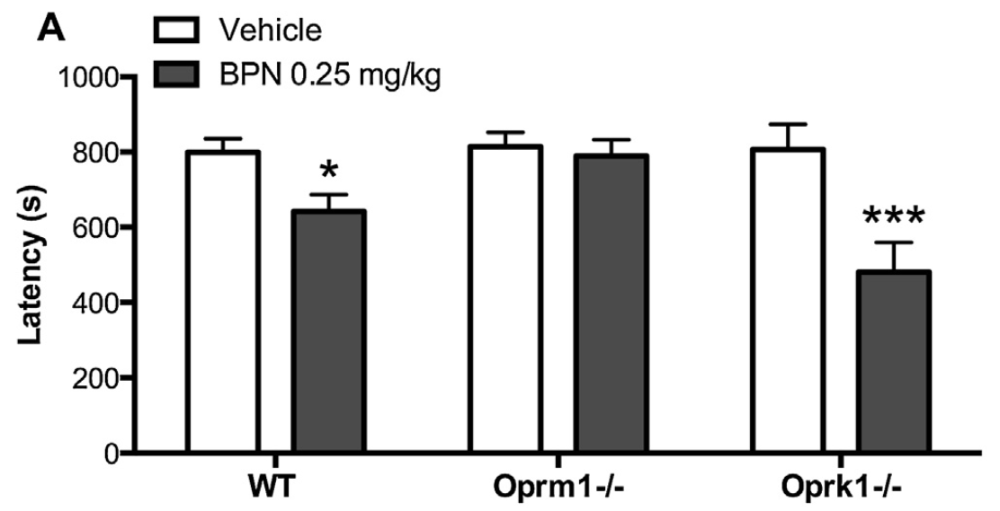 A
Vehicle
BPN 0.25 mg/kg
1000
800
600
400
200
0
Latency (s)
*
***
WT
Oprm1-/-
Oprk1-/-